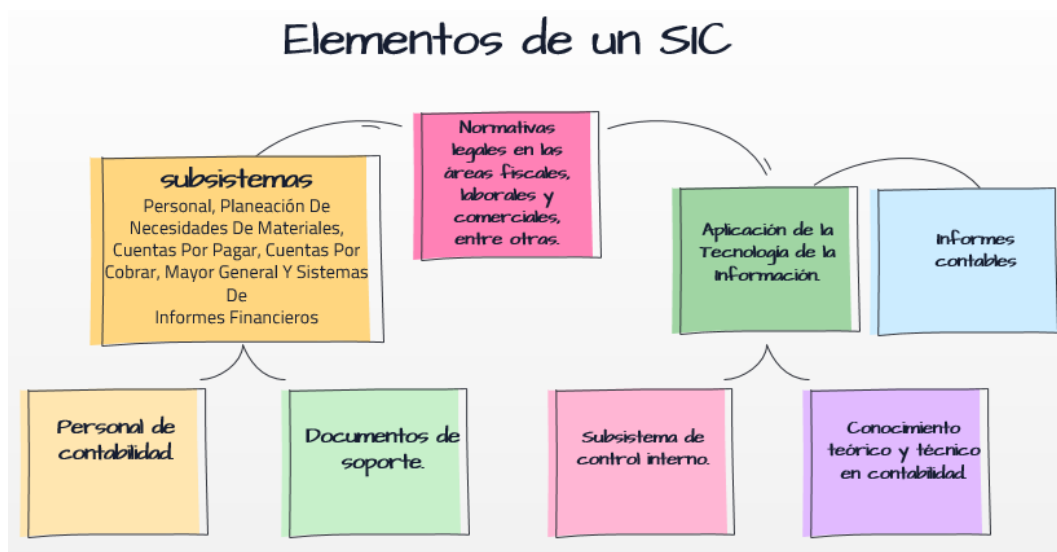 Elementos de un SIC
Normativas
legales en las
áreas fiscales,
laborales y
comerciales,
entre otras.
subsistemas
Personal, Planeación De
Necesidades De Materiales,
Cuentas Por Pagar, Cuentas Por
Cobrar, Mayor General Y Sistemas
De
Informes Financieros
Aplicación de la
Tecnología de la
Información.
Informes
contables
Personal de
contabilidad.
Documentos de
soporte.
Subsistema de
control interno.
Conocimiento
teórico y técnico
en contabilidad.